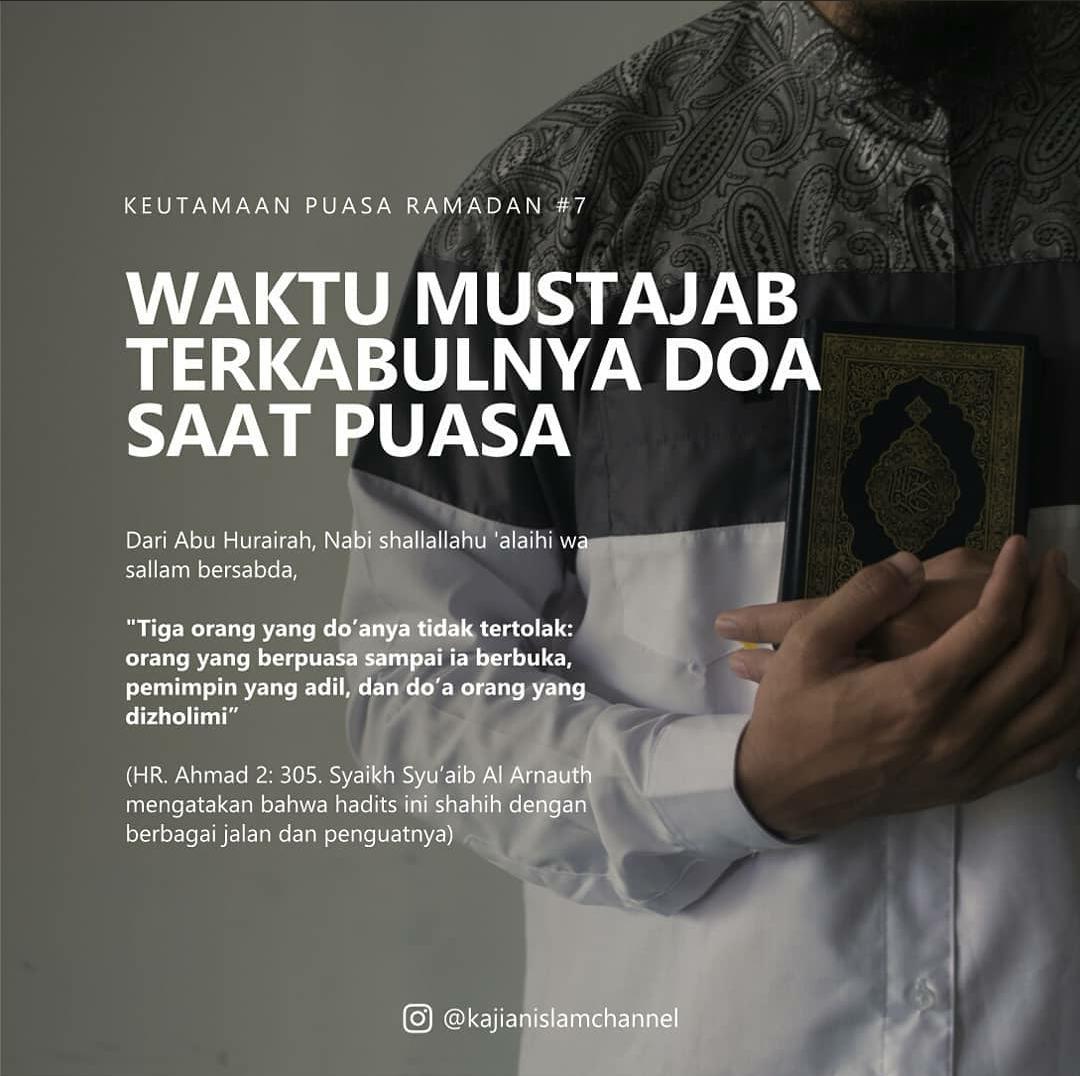 KEUTAMAAN PUASA RAMADAN #7
WAKTU MUSTAJAB
TERKABULNYA DOA
SAAT PUASA
Dari Abu Hurairah, Nabi shallallahu 'alaihi wa
sallam bersabda,
"Tiga orang yang do’anya tidak tertolak:
orang yang berpuasa sampai ia berbuka,
pemimpin yang adil, dan do’a orang yang
dizholimi”
(HR. Ahmad 2: 305. Syaikh Syu’aib Al Arnauth
mengatakan bahwa hadits ini shahih dengan
berbagai jalan dan penguatnya)
@kajianislamchannel